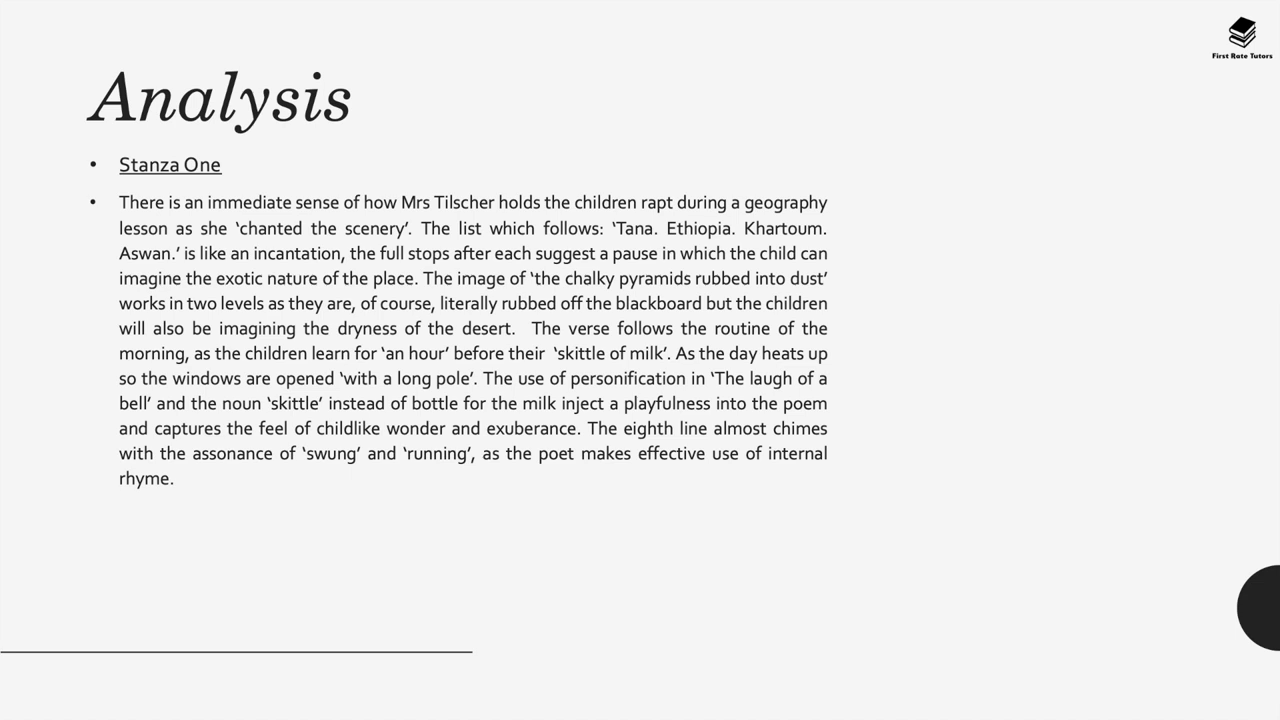 First Rate Tutors
Analysis
• Stanza One
• There is an immediate sense of how Mrs Tilscher holds the children rapt during a geography
lesson as she ‘chanted the scenery’. The list which follows: ‘Tana. Ethiopia. Khartoum.
Aswan.’ is like an incantation, the full stops after each suggest a pause in which the child can
imagine the exotic nature of the place. The image of ‘the chalky pyramids rubbed into dust’
works in two levels as they are, of course, literally rubbed off the blackboard but the children
will also be imagining the dryness of the desert.  The verse follows the routine of the
morning, as the children learn for ‘an hour’ before their  ‘skittle of milk’. As the day heats up
so the windows are opened ‘with a long pole’. The use of personification in ‘The laugh of a
bell’ and the noun ‘skittle’ instead of bottle for the milk inject a playfulness into the poem
and captures the feel of childlike wonder and exuberance. The eighth line almost chimes
with the assonance of ‘swung’ and ‘running’, as the poet makes effective use of internal
rhyme.